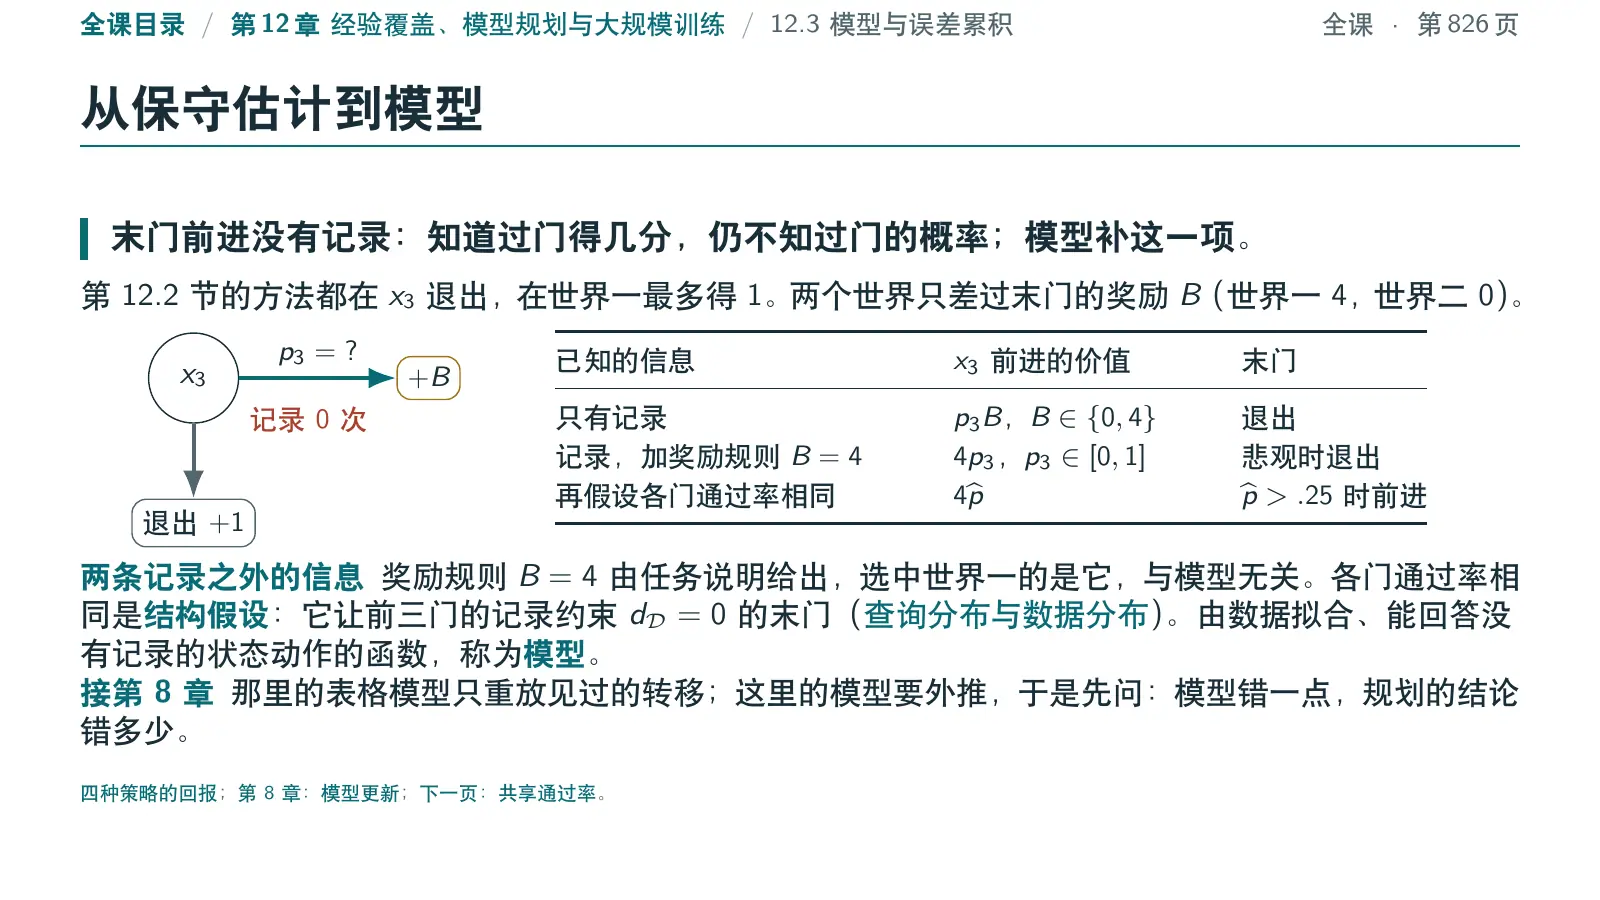 全课目录 / 第 12 章 经验覆盖、模型规划与大规模训练 / 12.3 模型与误差累积
全课 · 第 826 页
从保守估计到模型
末门前进没有记录：知道过门得几分，仍不知过门的概率；模型补这一项。
第 12.2 节的方法都在 x₃ 退出，在世界一最多得 1。两个世界只差过末门的奖励 B（世界一 4，世界二 0）。
x₃
p₃ = ?
+B
记录 0 次
退出 +1
已知的信息 x₃ 前进的价值 末门
只有记录 p₃B，B ∈ {0, 4} 退出
记录，加奖励规则 B = 4 4p₃，p₃ ∈ [0, 1] 悲观时退出
再假设各门通过率相同 4p̂ p̂ > .25 时前进
两条记录之外的信息 奖励规则 B = 4 由任务说明给出，选中世界一的是它，与模型无关。各门通过率相
同是结构假设：它让前三门的记录约束 d_𝒟 = 0 的末门（查询分布与数据分布）。由数据拟合、能回答没
有记录的状态动作的函数，称为模型。
接第 8 章 那里的表格模型只重放见过的转移；这里的模型要外推，于是先问：模型错一点，规划的结论
错多少。
四种策略的回报；第 8 章：模型更新；下一页：共享通过率。